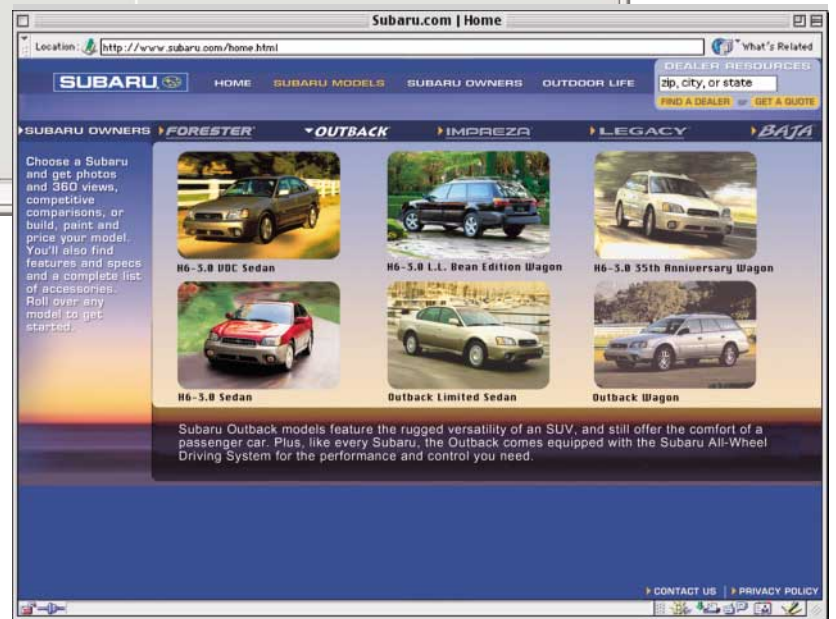 Subaru.com | Home
Location: http://www.subaru.com/home.html
What's Related
SUBARU
HOME
SUBARU MODELS
SUBARU OWNERS
OUTDOOR LIFE
DEALER RESOURCES
zip, city, or state
FIND A DEALER or GET A QUOTE
SUBARU OWNERS
FORESTER
OUTBACK
IMPREZA
LEGACY
BAJA
Choose a Subaru
and get photos
and 360 views,
competitive
comparisons, or
build, paint and
price your model.
You'll also find
features and specs
and a complete list
of accessories.
Roll over any
model to get
started.
H6-3.0 VDC Sedan
H6-3.0 L.L. Bean Edition Wagon
H6-3.0 35th Anniversary Wagon
H6-3.0 Sedan
Outback Limited Sedan
Outback Wagon
Subaru Outback models feature the rugged versatility of an SUV, and still offer the comfort of a
passenger car. Plus, like every Subaru, the Outback comes equipped with the Subaru All-Wheel
Driving System for the performance and control you need.
CONTACT US | PRIVACY POLICY